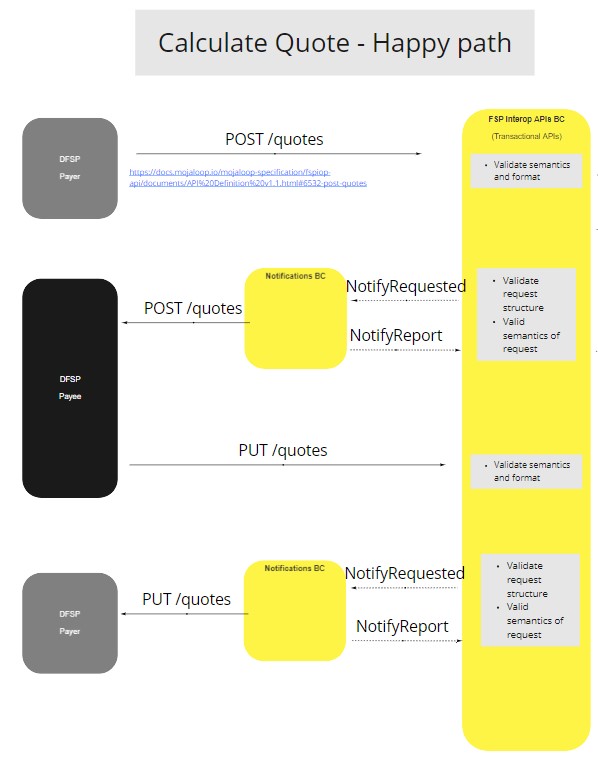 Calculate Quote - Happy path
FSP Interop APIs BC
(Transactional APIs)
DFSP
Payer
POST /quotes
https://docs.mojaloop.io/mojaloop-specification/fspiop-
api/documents/API%20Definition%20v1.1.html#6532-post-quotes
• Validate semantics
and format
Notifications BC
NotifyRequested
POST /quotes
NotifyReport
• Validate
request
structure
• Valid
semantics of
request
DFSP
Payee
PUT /quotes
• Validate semantics
and format
Notifications BC
NotifyRequested
PUT /quotes
NotifyReport
• Validate
request
structure
• Valid
semantics of
request
DFSP
Payer